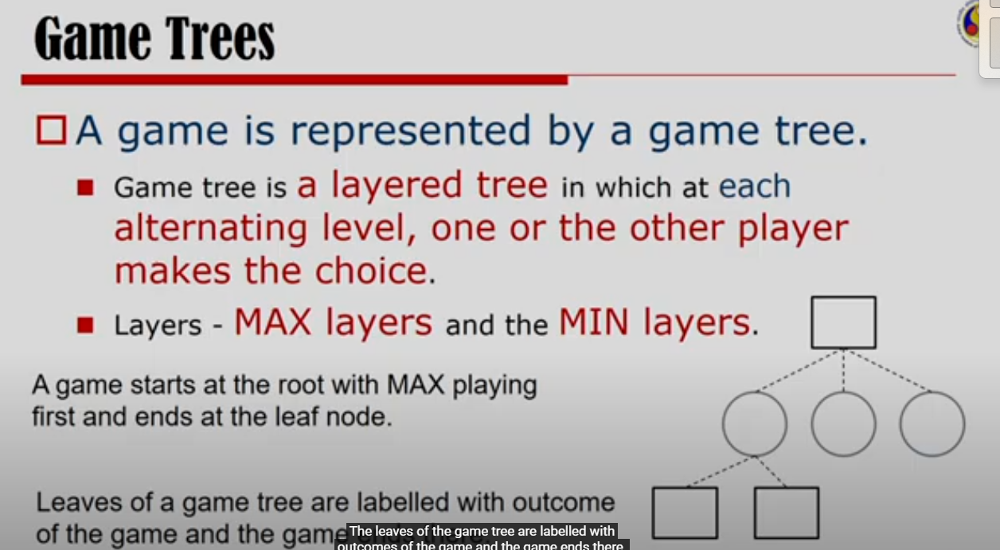 Game Trees
A game is represented by a game tree.
Game tree is a layered tree in which at each
alternating level, one or the other player
makes the choice.
Layers - MAX layers and the MIN layers.
A game starts at the root with MAX playing
first and ends at the leaf node.
Leaves of a game tree are labelled with outcome
of the game and the game ends there.
The leaves of the game tree are labelled with
outcomes of the game and the game ends there